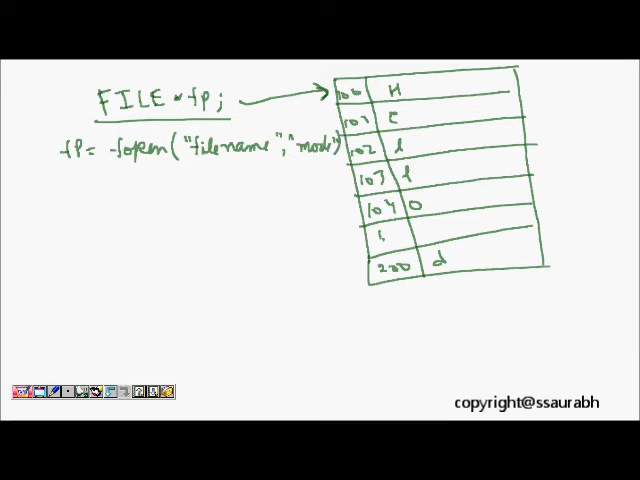 FILE *fp;
fp= fopen("filename","mode")
100 H
101 E
102 l
103 l
104 O
200 d
copyright@ssaurabh